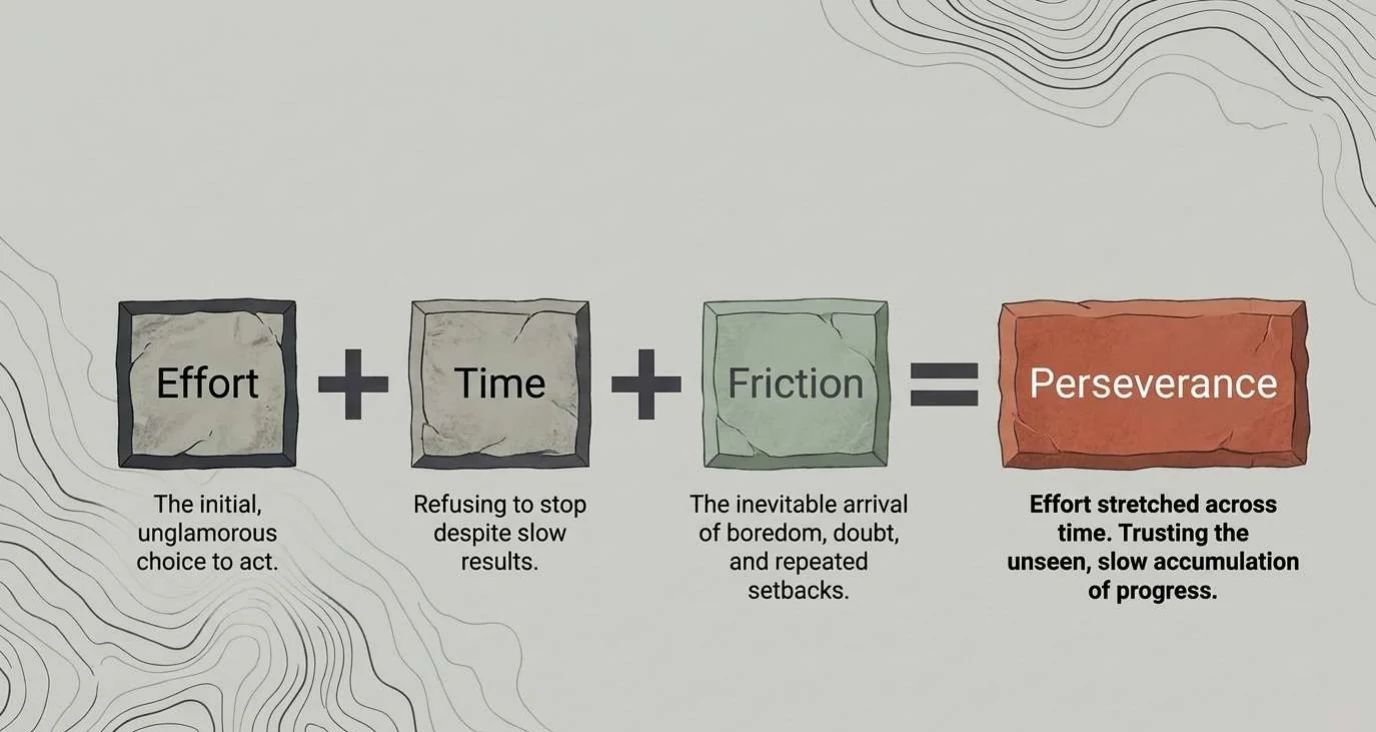 Effort
+
Time
+
Friction
=
Perseverance
The initial,
unglamorous
choice to act.
Refusing to stop
despite slow
results.
The inevitable arrival
of boredom, doubt,
and repeated
setbacks.
Effort stretched across
time. Trusting the
unseen, slow accumulation
of progress.